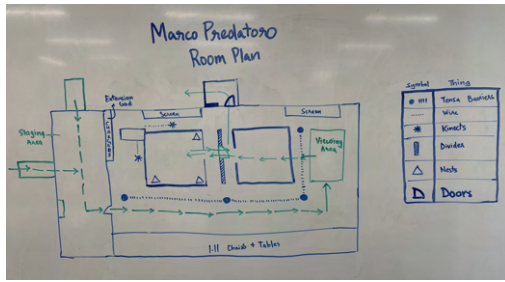 Marco Predatoro
Room Plan
Extension
Cord
Screen
Screen
Staging
Area
Viewing
Area
Chairs + Tables
Symbol Thing
Tensa Barriers
Wire
Kinects
Divider
Nests
Doors